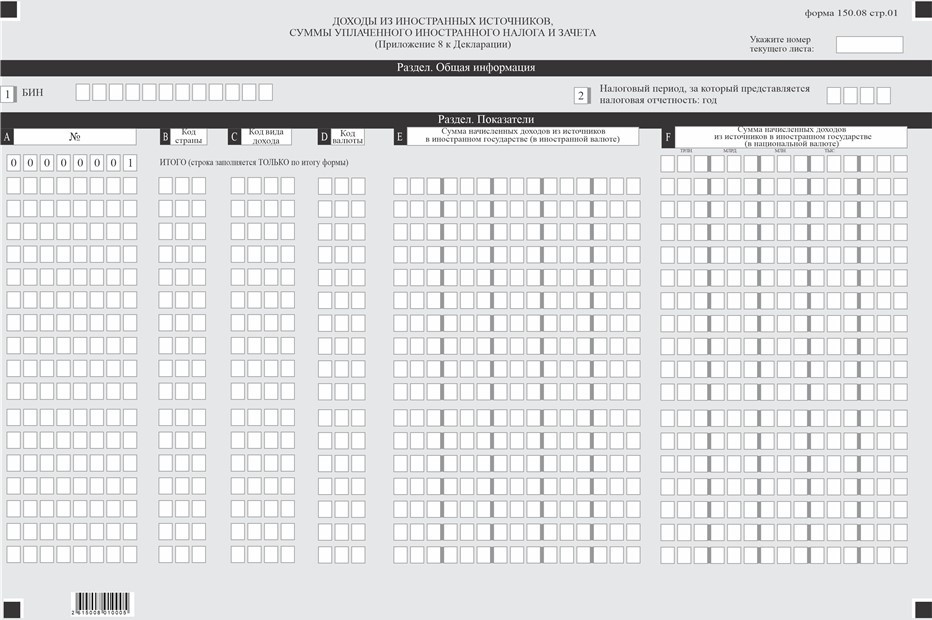 форма 150.08 стр.01
ДОХОДЫ ИЗ ИНОСТРАННЫХ ИСТОЧНИКОВ,
СУММЫ УПЛАЧЕННОГО ИНОСТРАННОГО НАЛОГА И ЗАЧЕТА
(Приложение 8 к Декларации)
Укажите номер
текущего листа:
Раздел. Общая информация
1 БИН
2 Налоговый период, за который представляется
налоговая отчетность: год
Раздел. Показатели
A №
B Код
страны
C Код вида
дохода
D Код
валюты
E Сумма начисленных доходов из источников
в иностранном государстве (в иностранной валюте)
F Сумма начисленных доходов
из источников в иностранном государстве
(в национальной валюте)
трлн. млрд. млн. тыс.
0 0 0 0 0 0 0 1 ИТОГО (строка заполняется ТОЛЬКО по итогу формы)
2 615008 010005